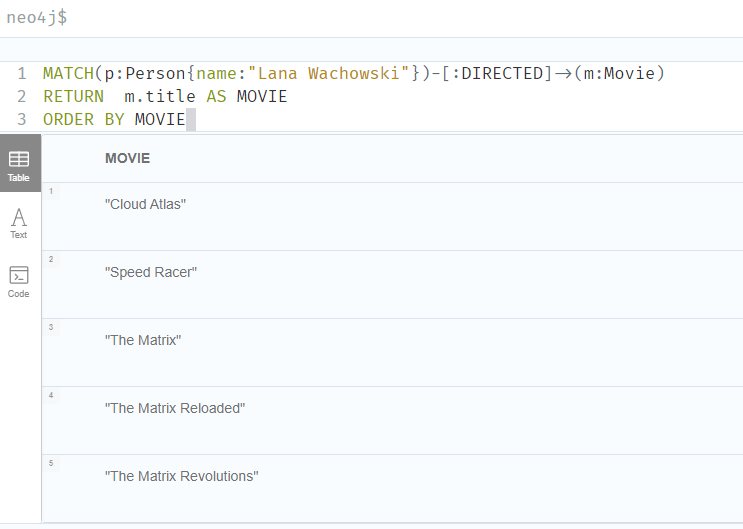 neo4j$
1 MATCH(p:Person{name:"Lana Wachowski"})-[:DIRECTED]->(m:Movie)
2 RETURN  m.title AS MOVIE
3 ORDER BY MOVIE
Table
Text
Code
MOVIE
1
"Cloud Atlas"
2
"Speed Racer"
3
"The Matrix"
4
"The Matrix Reloaded"
5
"The Matrix Revolutions"